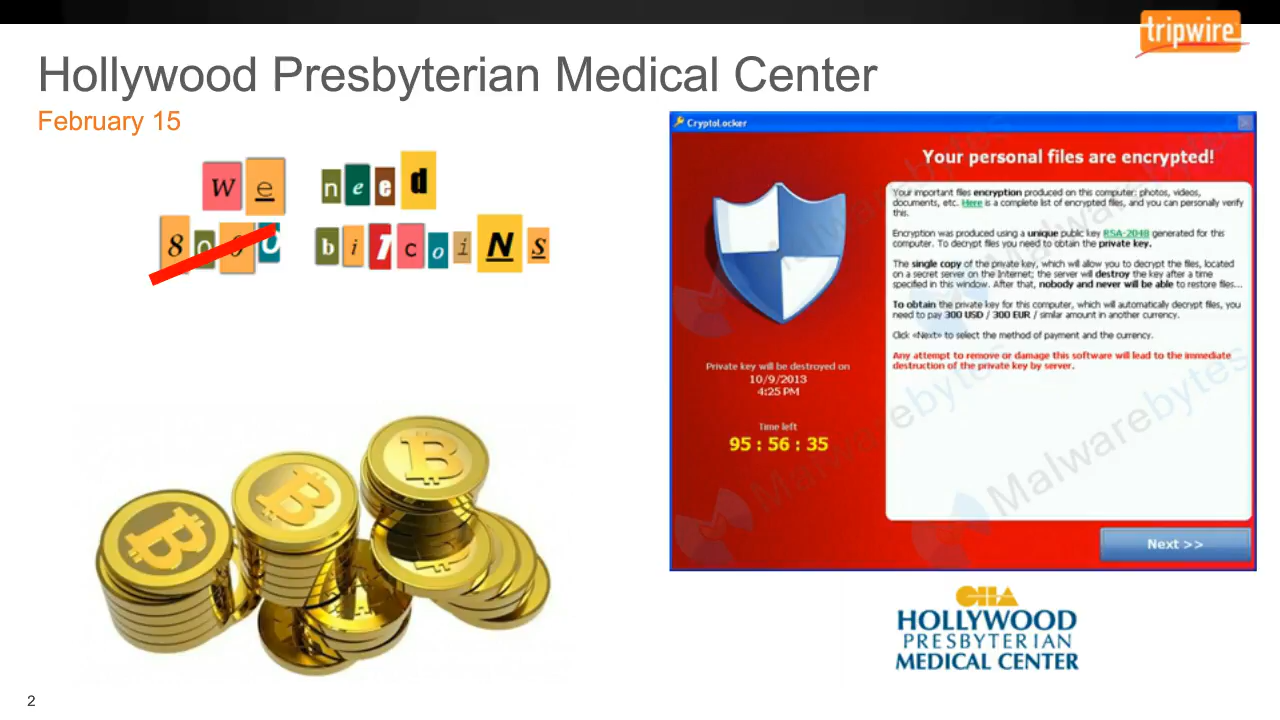 tripwire
Hollywood Presbyterian Medical Center
February 15
We need
8000 bitcoiNs
CryptoLocker
Your personal files are encrypted!
Your important files encryption produced on this computer: photos, videos,
documents, etc. Here is a complete list of encrypted files, and you can personally verify
this.
Encryption was produced using a unique public key RSA-2048 generated for this
computer. To decrypt files you need to obtain the private key.
The single copy of the private key, which will allow you to decrypt the files, located
on a secret server on the Internet; the server will destroy the key after a time
specified in this window. After that, nobody and never will be able to restore files...
To obtain the private key for this computer, which will automatically decrypt files, you
need to pay 300 USD / 300 EUR / similar amount in another currency.
Click «Next» to select the method of payment and the currency.
Any attempt to remove or damage this software will lead to the immediate
destruction of the private key by server.
Private key will be destroyed on
10/9/2013
4:25 PM
Time left
95 : 56 : 35
Next >>
Malwarebytes
Malwarebytes
CHA
HOLLYWOOD
PRESBYTERIAN
MEDICAL CENTER
2